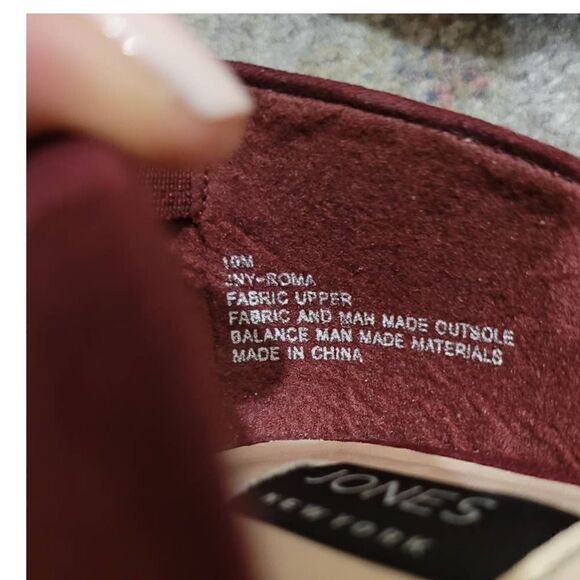 10M
JNY-ROMA
FABRIC UPPER
FABRIC AND MAN MADE OUTSOLE
BALANCE MAN MADE MATERIALS
MADE IN CHINA
JONES
NEW YORK